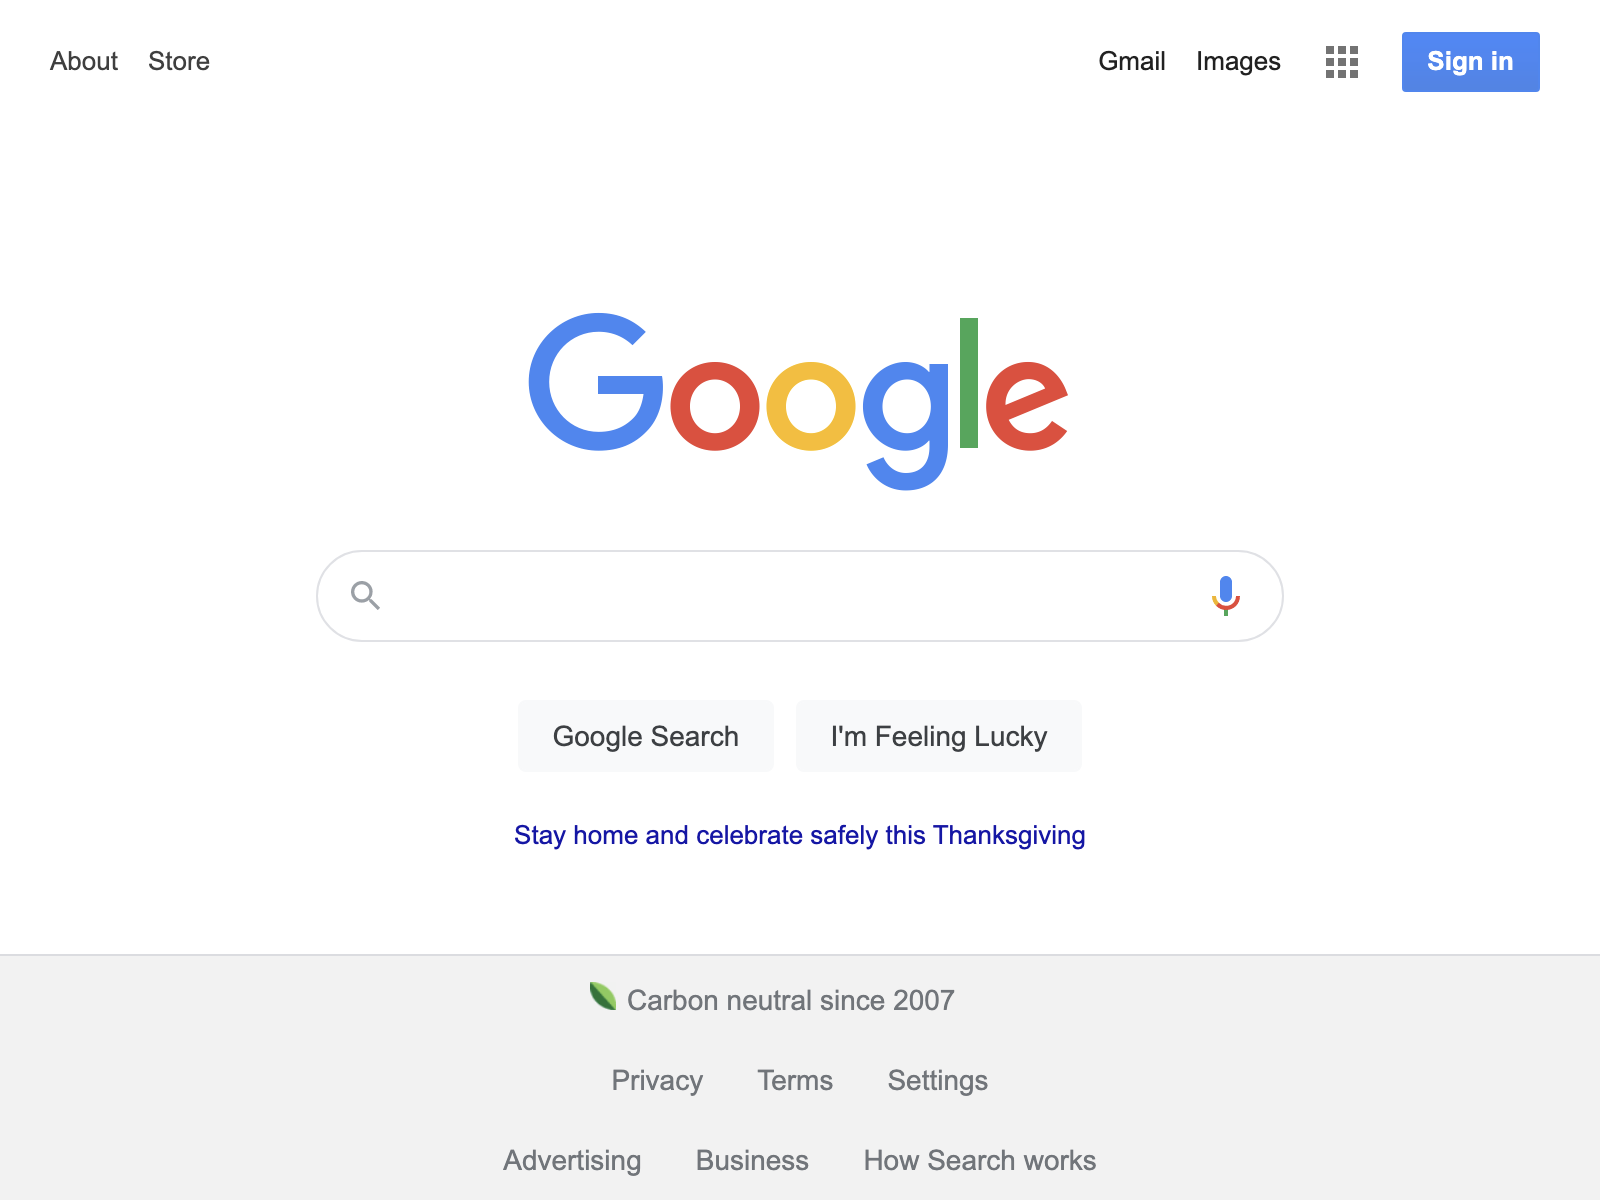 About Store Gmail Images Sign in
Google
Google Search I'm Feeling Lucky
Stay home and celebrate safely this Thanksgiving
Carbon neutral since 2007
Privacy Terms Settings
Advertising Business How Search works